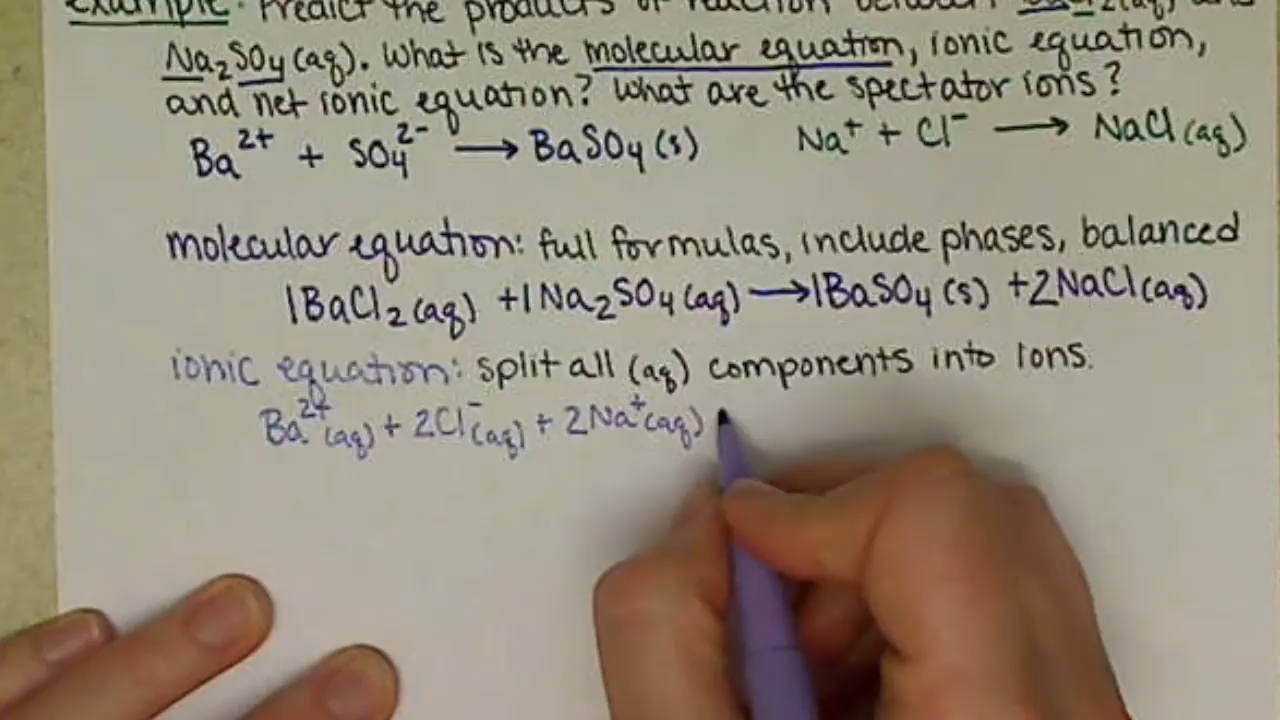 example: Predict the products of reaction between
Na₂SO₄(aq). What is the molecular equation, ionic equation,
and net ionic equation? What are the spectator ions?
Ba²⁺ + SO₄²⁻ → BaSO₄(s) Na⁺ + Cl⁻ → NaCl(aq)
molecular equation: full formulas, include phases, balanced
1BaCl₂(aq) + 1Na₂SO₄(aq) → 1BaSO₄(s) + 2NaCl(aq)
ionic equation: split all (aq) components into ions.
Ba²⁺(aq) + 2Cl⁻(aq) + 2Na⁺(aq)